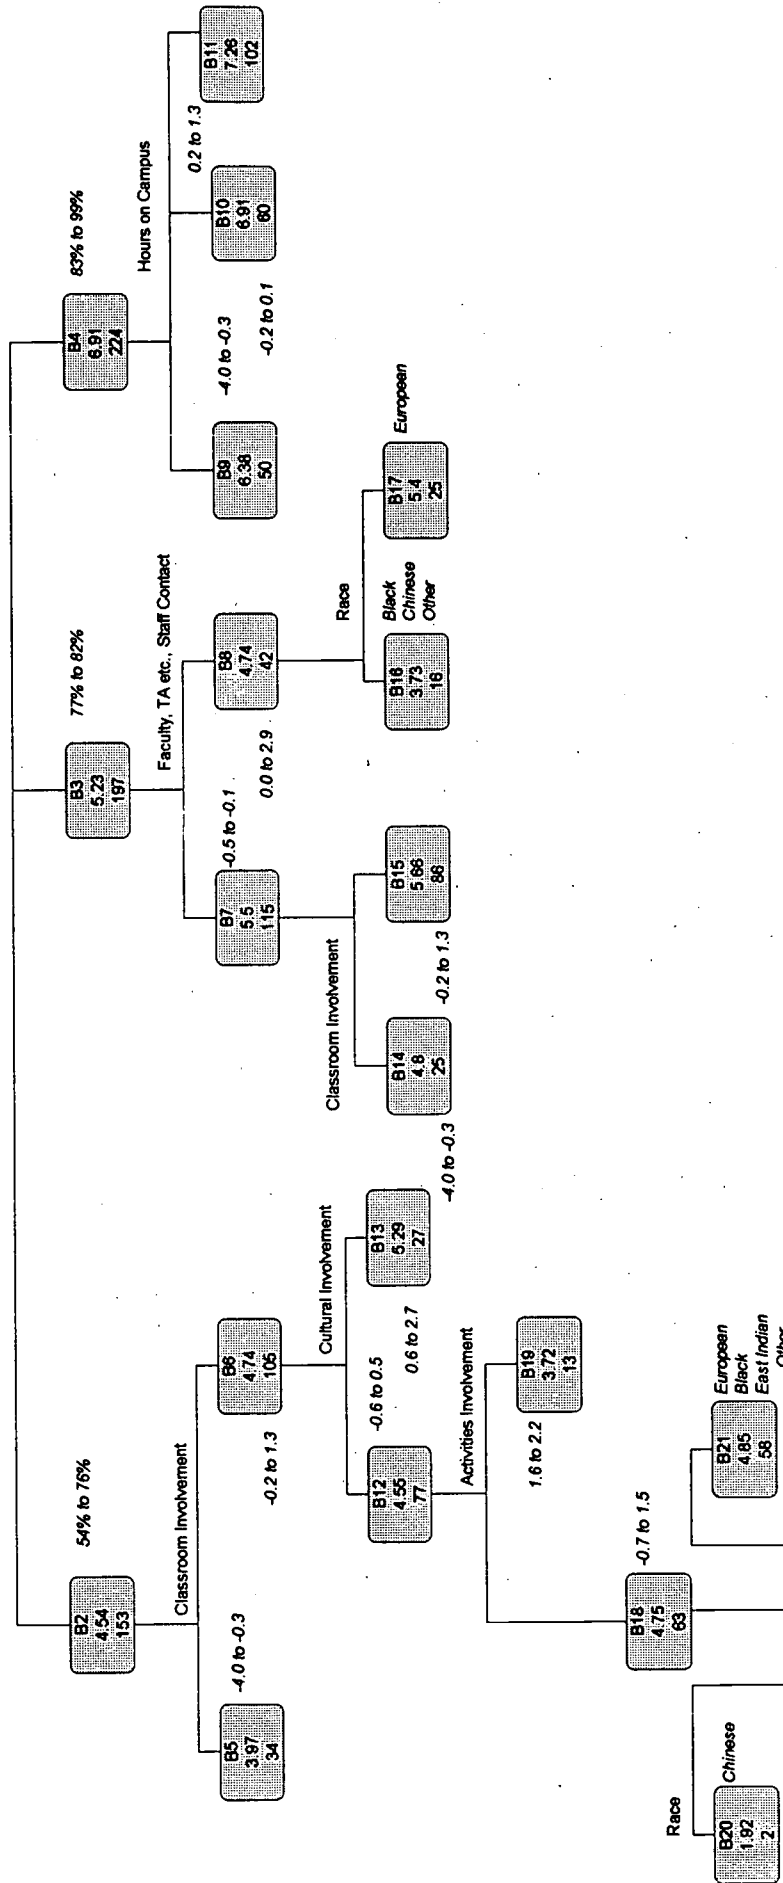 B2
4.54
153
54% to 76%
B3
5.23
197
77% to 82%
B4
6.91
224
83% to 99%
Classroom Involvement
B5
3.97
34
-4.0 to -0.3
B6
4.74
105
-0.2 to 1.3
Faculty, TA etc., Staff Contact
B7
5.5
115
-0.5 to -0.1
B8
4.74
42
0.0 to 2.9
Hours on Campus
B9
6.38
50
-4.0 to -0.3
B10
6.91
60
-0.2 to 0.1
B11
7.26
102
0.2 to 1.3
Cultural Involvement
B12
4.55
77
-0.6 to 0.5
B13
5.29
27
0.6 to 2.7
Classroom Involvement
B14
4.8
25
-4.0 to -0.3
B15
5.66
86
-0.2 to 1.3
Race
B16
3.73
16
Black
Chinese
Other
B17
5.4
25
European
Activities Involvement
B18
4.75
63
-0.7 to 1.5
B19
3.72
13
1.6 to 2.2
Race
B20
1.92
2
Chinese
B21
4.85
58
European
Black
East Indian
Other